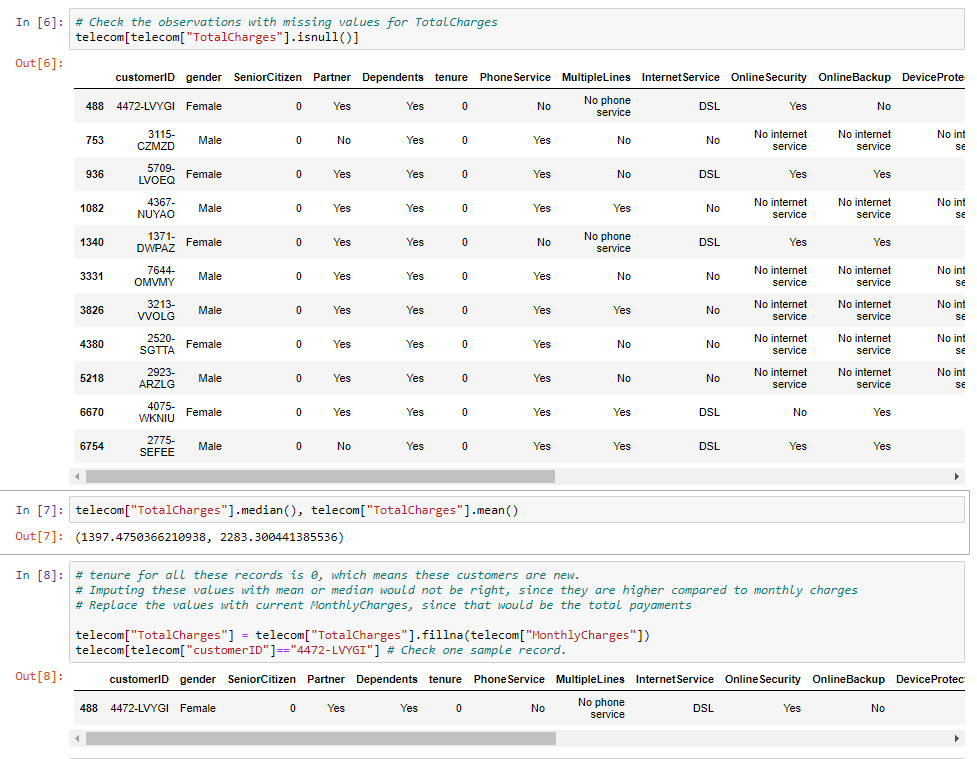 In [6]: # Check the observations with missing values for TotalCharges
telecom[telecom["TotalCharges"].isnull()]
Out[6]:
customerID gender SeniorCitizen Partner Dependents tenure PhoneService MultipleLines InternetService OnlineSecurity OnlineBackup DeviceProte
488 4472-LVYGI Female 0 Yes Yes 0 No No phone service DSL Yes No
753 3115-CZMZD Male 0 No Yes 0 Yes No No No internet service No internet service No int se
936 5709-LVOEQ Female 0 Yes Yes 0 Yes No DSL Yes Yes
1082 4367-NUYAO Male 0 Yes Yes 0 Yes Yes No No internet service No internet service No int se
1340 1371-DWPAZ Female 0 Yes Yes 0 No No phone service DSL Yes Yes
3331 7644-OMVMY Male 0 Yes Yes 0 Yes No No No internet service No internet service No int se
3826 3213-VVOLG Male 0 Yes Yes 0 Yes Yes No No internet service No internet service No int se
4380 2520-SGTTA Female 0 Yes Yes 0 Yes No No No internet service No internet service No int se
5218 2923-ARZLG Male 0 Yes Yes 0 Yes No No No internet service No internet service No int se
6670 4075-WKNIU Female 0 Yes Yes 0 Yes Yes DSL No Yes
6754 2775-SEFEE Male 0 No Yes 0 Yes Yes DSL Yes Yes
In [7]: telecom["TotalCharges"].median(), telecom["TotalCharges"].mean()
Out[7]: (1397.4750366210938, 2283.300441385536)
In [8]: # tenure for all these records is 0, which means these customers are new.
# Imputing these values with mean or median would not be right, since they are higher compared to monthly charges
# Replace the values with current MonthlyCharges, since that would be the total payaments
telecom["TotalCharges"] = telecom["TotalCharges"].fillna(telecom["MonthlyCharges"])
telecom[telecom["customerID"]=="4472-LVYGI"] # Check one sample record.
Out[8]:
customerID gender SeniorCitizen Partner Dependents tenure PhoneService MultipleLines InternetService OnlineSecurity OnlineBackup DeviceProtec
488 4472-LVYGI Female 0 Yes Yes 0 No No phone service DSL Yes No